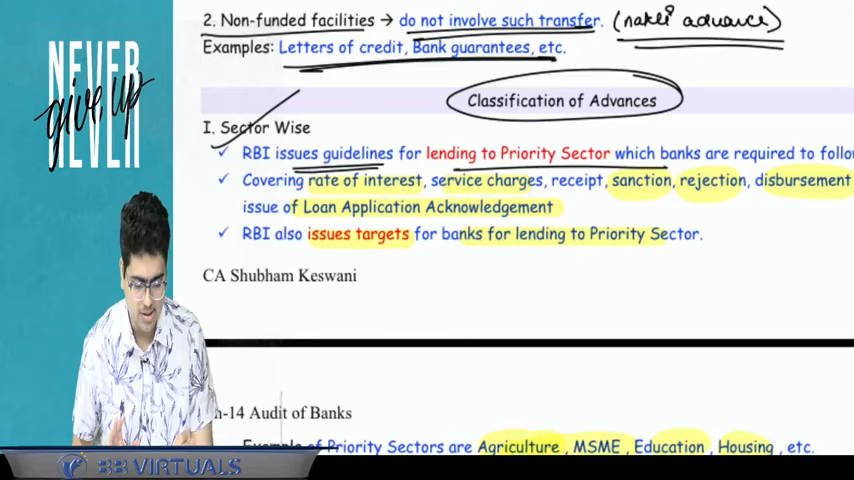 2. Non-funded facilities → do not involve such transfer. (naked advance)
Examples: Letters of credit, Bank guarantees, etc.
NEVER
give up
NEVER
Classification of Advances
I. Sector Wise
✓ RBI issues guidelines for lending to Priority Sector which banks are required to follo
✓ Covering rate of interest, service charges, receipt, sanction, rejection, disbursement
issue of Loan Application Acknowledgement
✓ RBI also issues targets for banks for lending to Priority Sector.
CA Shubham Keswani
h-14 Audit of Banks
Example of Priority Sectors are Agriculture, MSME, Education, Housing, etc.
BB VIRTUALS